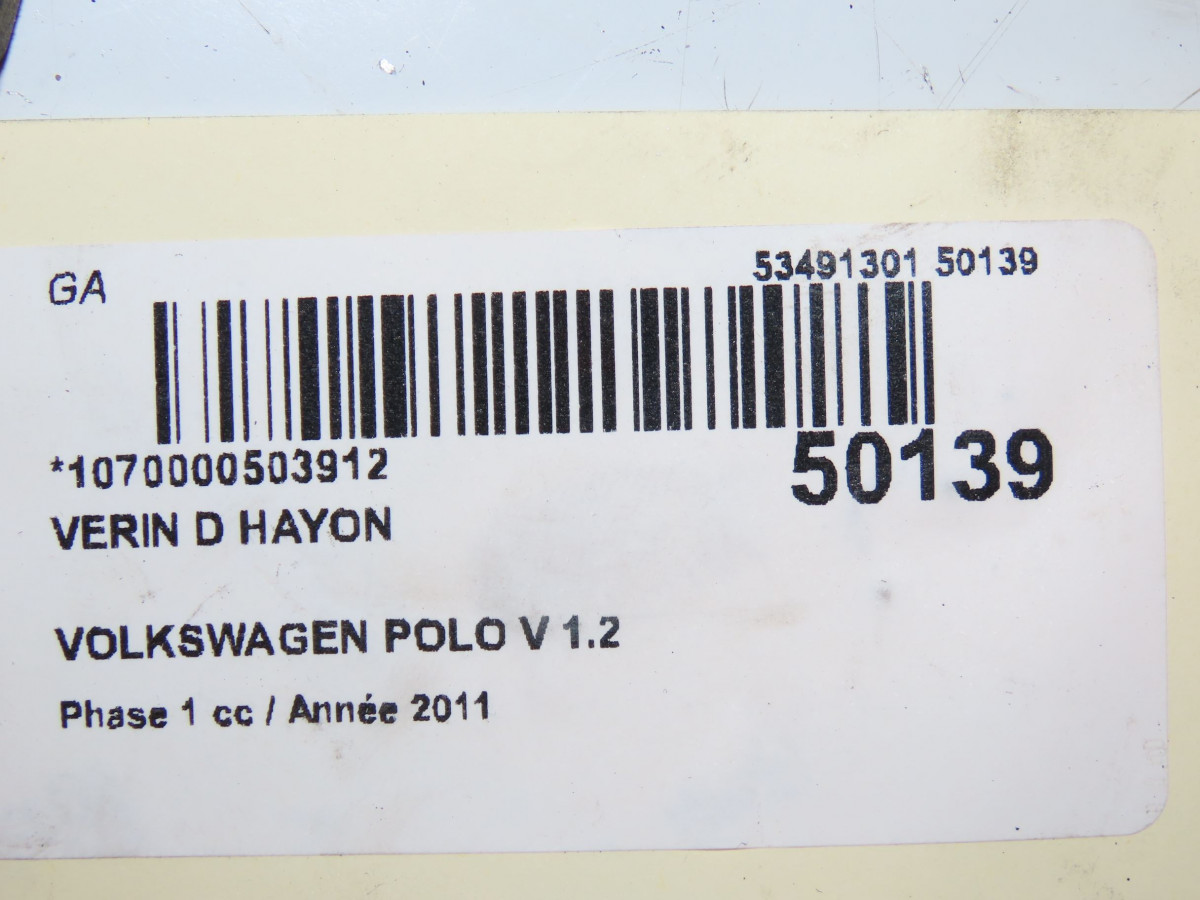 GA
53491301 50139
*1070000503912
50139
VERIN D HAYON
VOLKSWAGEN POLO V 1.2
Phase 1 cc / Année 2011